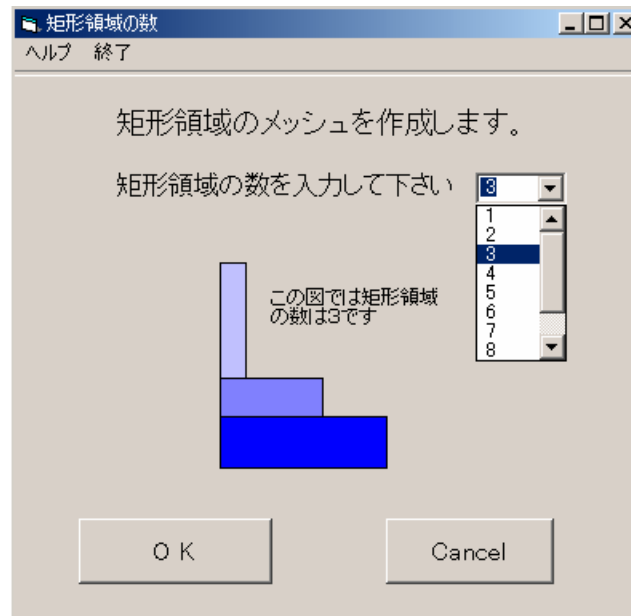 矩形領域の数
ヘルプ 終了
矩形領域のメッシュを作成します。
矩形領域の数を入力して下さい 3
1
2
3
4
5
6
7
8
この図では矩形領域
の数は3です
O K
Cancel